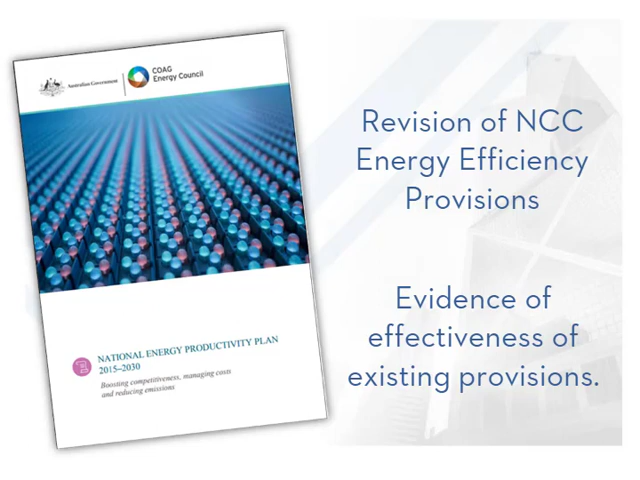 Australian Government
COAG
Energy Council
NATIONAL ENERGY PRODUCTIVITY PLAN
2015–2030
Boosting competitiveness, managing costs
and reducing emissions
Revision of NCC
Energy Efficiency
Provisions
Evidence of
effectiveness of
existing provisions.